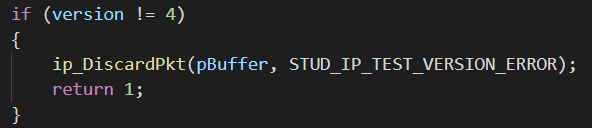 if (version != 4)
{
    ip_DiscardPkt(pBuffer, STUD_IP_TEST_VERSION_ERROR);
    return 1;
}